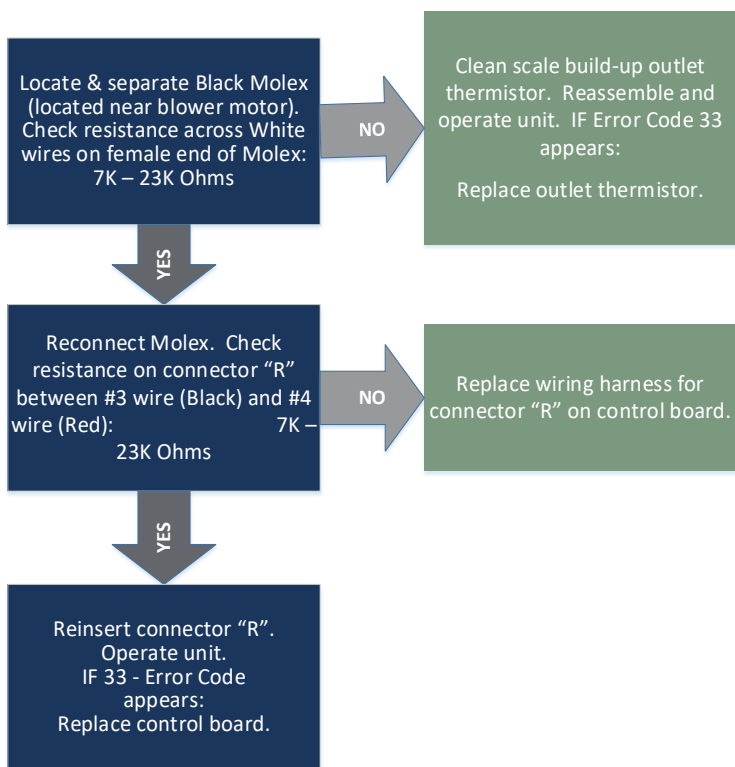 Locate & separate Black Molex
(located near blower motor).
Check resistance across White
wires on female end of Molex:
7K – 23K Ohms
NO
Clean scale build-up outlet
thermistor.  Reassemble and
operate unit.  IF Error Code 33
appears:
Replace outlet thermistor.
YES
Reconnect Molex.  Check
resistance on connector “R”
between #3 wire (Black) and #4
wire (Red): 7K –
23K Ohms
NO
Replace wiring harness for
connector “R” on control board.
YES
Reinsert connector “R”.
Operate unit.
IF 33 - Error Code
appears:
Replace control board.